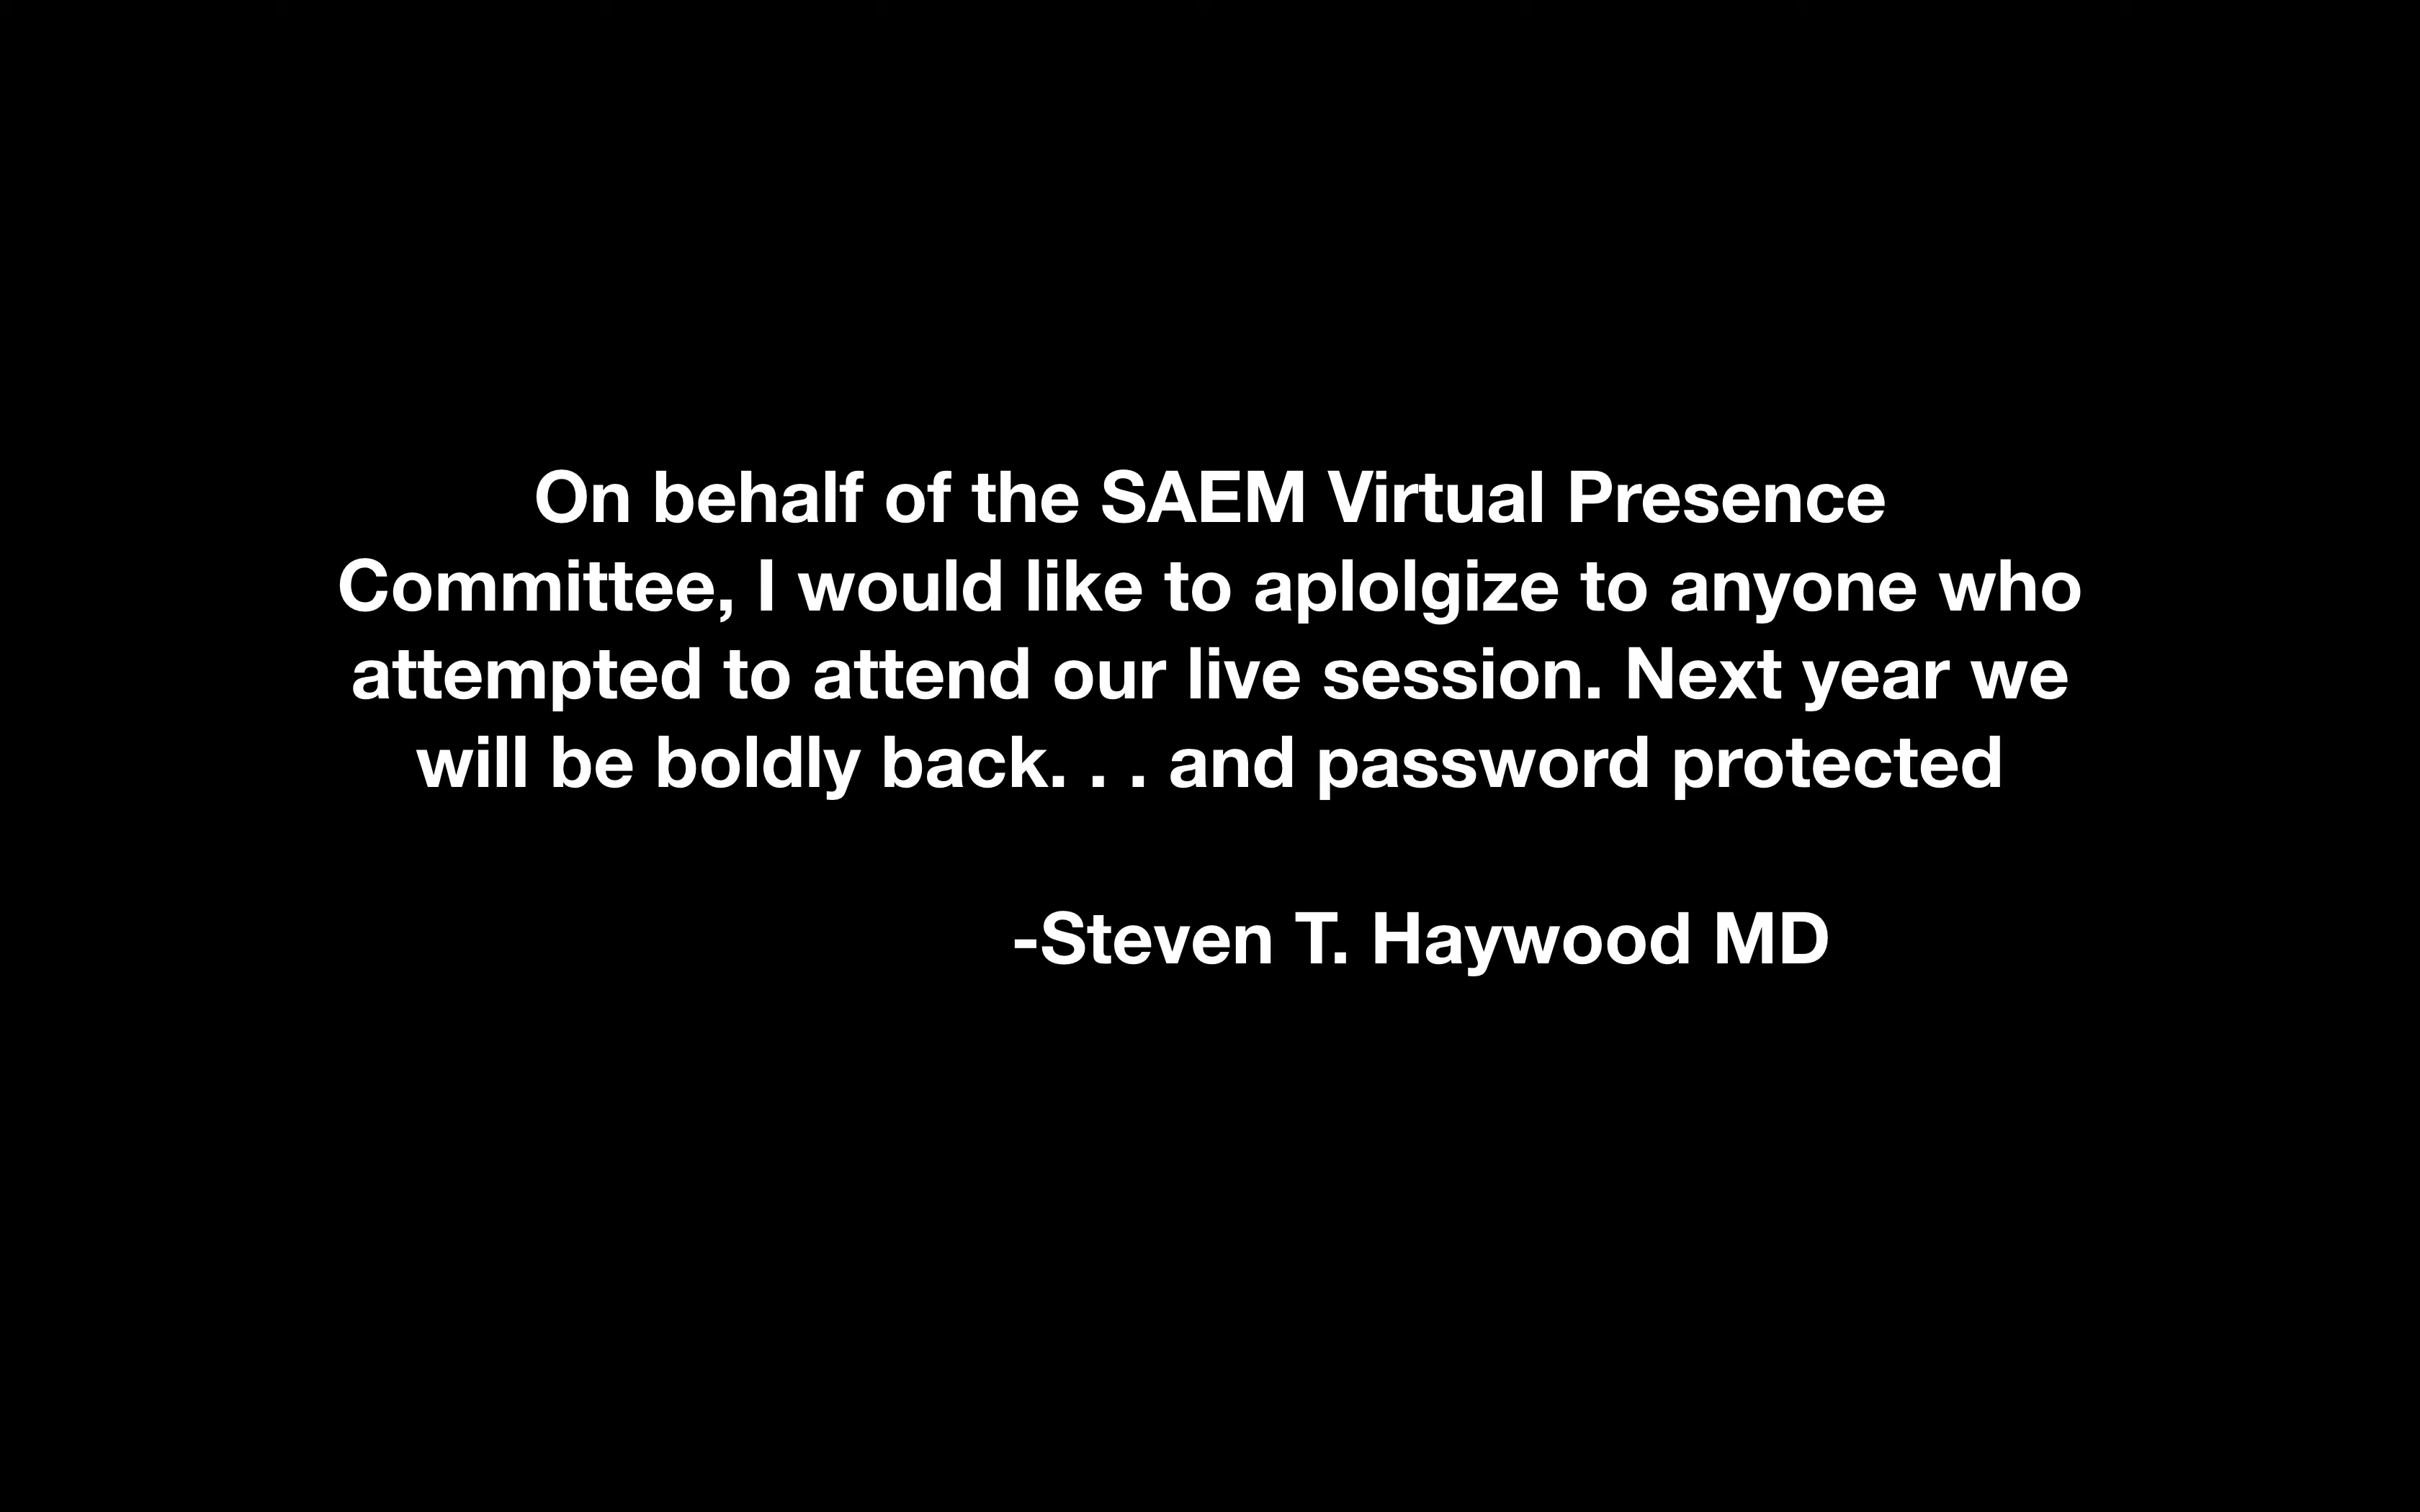 On behalf of the SAEM Virtual Presence
Committee, I would like to aplolgize to anyone who
attempted to attend our live session. Next year we
will be boldly back. . . and password protected
-Steven T. Haywood MD